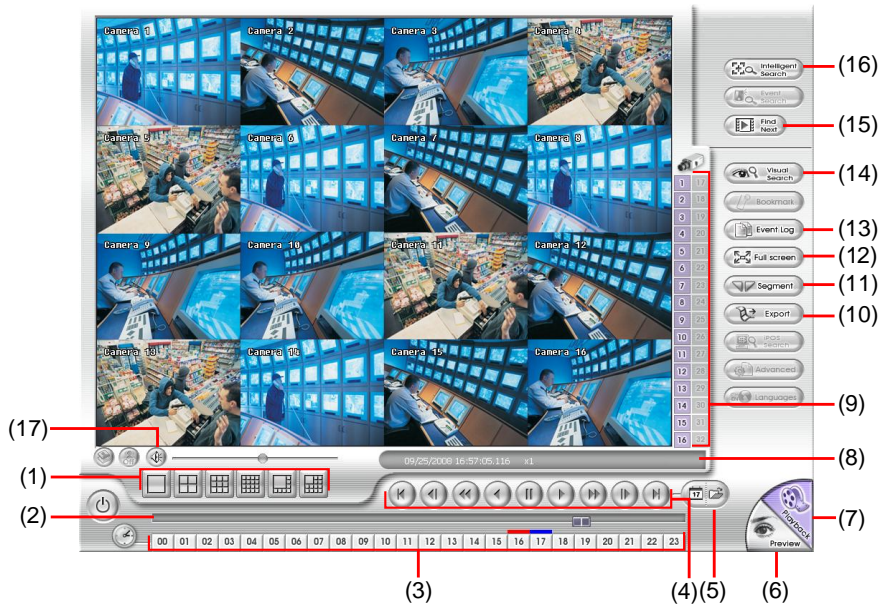 Camera 1
Camera 2
Camera 3
Camera 4
Camera 5
Camera 6
Camera 7
Camera 8
Camera 9
Camera 10
Camera 11
Camera 12
Camera 13
Camera 14
Camera 15
Camera 16
Intelligent
Search
(16)
Event
Search
Find
Next
(15)
Visual
Search
(14)
Bookmark
Event Log
(13)
Full screen
(12)
Segment
(11)
Export
(10)
iPOS
Search
Advanced
Languages
1 17
2 18
3 19
4 20
5 21
6 22
7 23
8 24
9 25
10 26
11 27
12 28
13 29
14 30
15 31
16 32
(9)
(17)
09/25/2008 16:57:05.116 x1
(8)
(1)
17
(2)
Playback
(7)
Preview
00 01 02 03 04 05 06 07 08 09 10 11 12 13 14 15 16 17 18 19 20 21 22 23
(3)
(4)
(5)
(6)